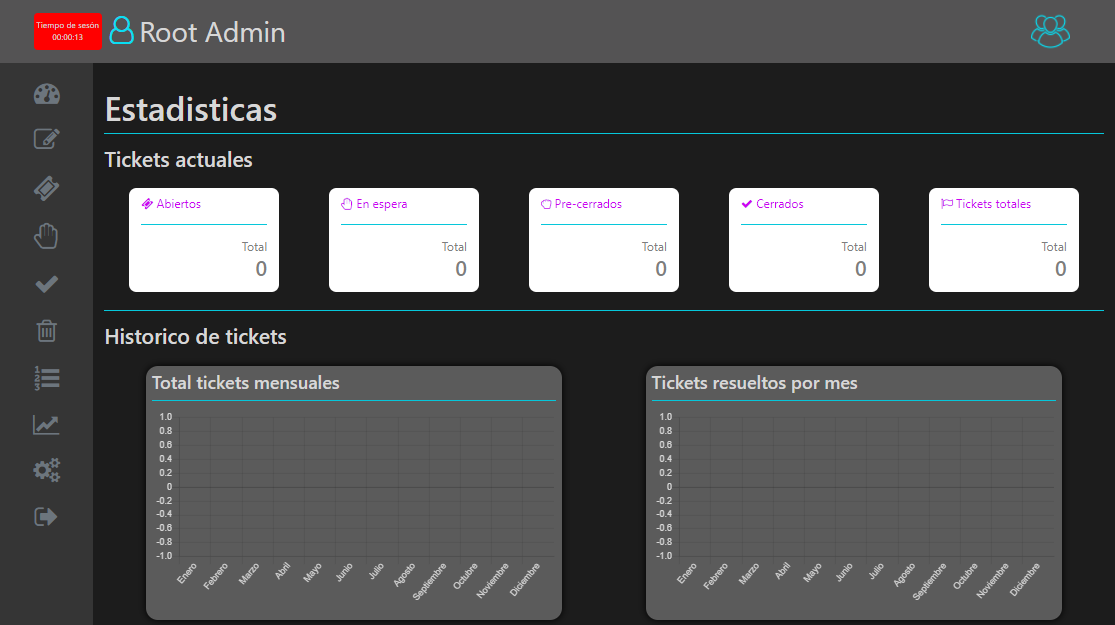 Tiempo de sesón
00:00:13
Root Admin
Estadisticas
Tickets actuales
Abiertos
Total
0
En espera
Total
0
Pre-cerrados
Total
0
Cerrados
Total
0
Tickets totales
Total
0
Historico de tickets
Total tickets mensuales
1.0
0.8
0.6
0.4
0.2
0
-0.2
-0.4
-0.6
-0.8
-1.0
Enero
Febrero
Marzo
Abril
Mayo
Junio
Julio
Agosto
Septiembre
Octubre
Noviembre
Diciembre
Tickets resueltos por mes
1.0
0.8
0.6
0.4
0.2
0
-0.2
-0.4
-0.6
-0.8
-1.0
Enero
Febrero
Marzo
Abril
Mayo
Junio
Julio
Agosto
Septiembre
Octubre
Noviembre
Diciembre